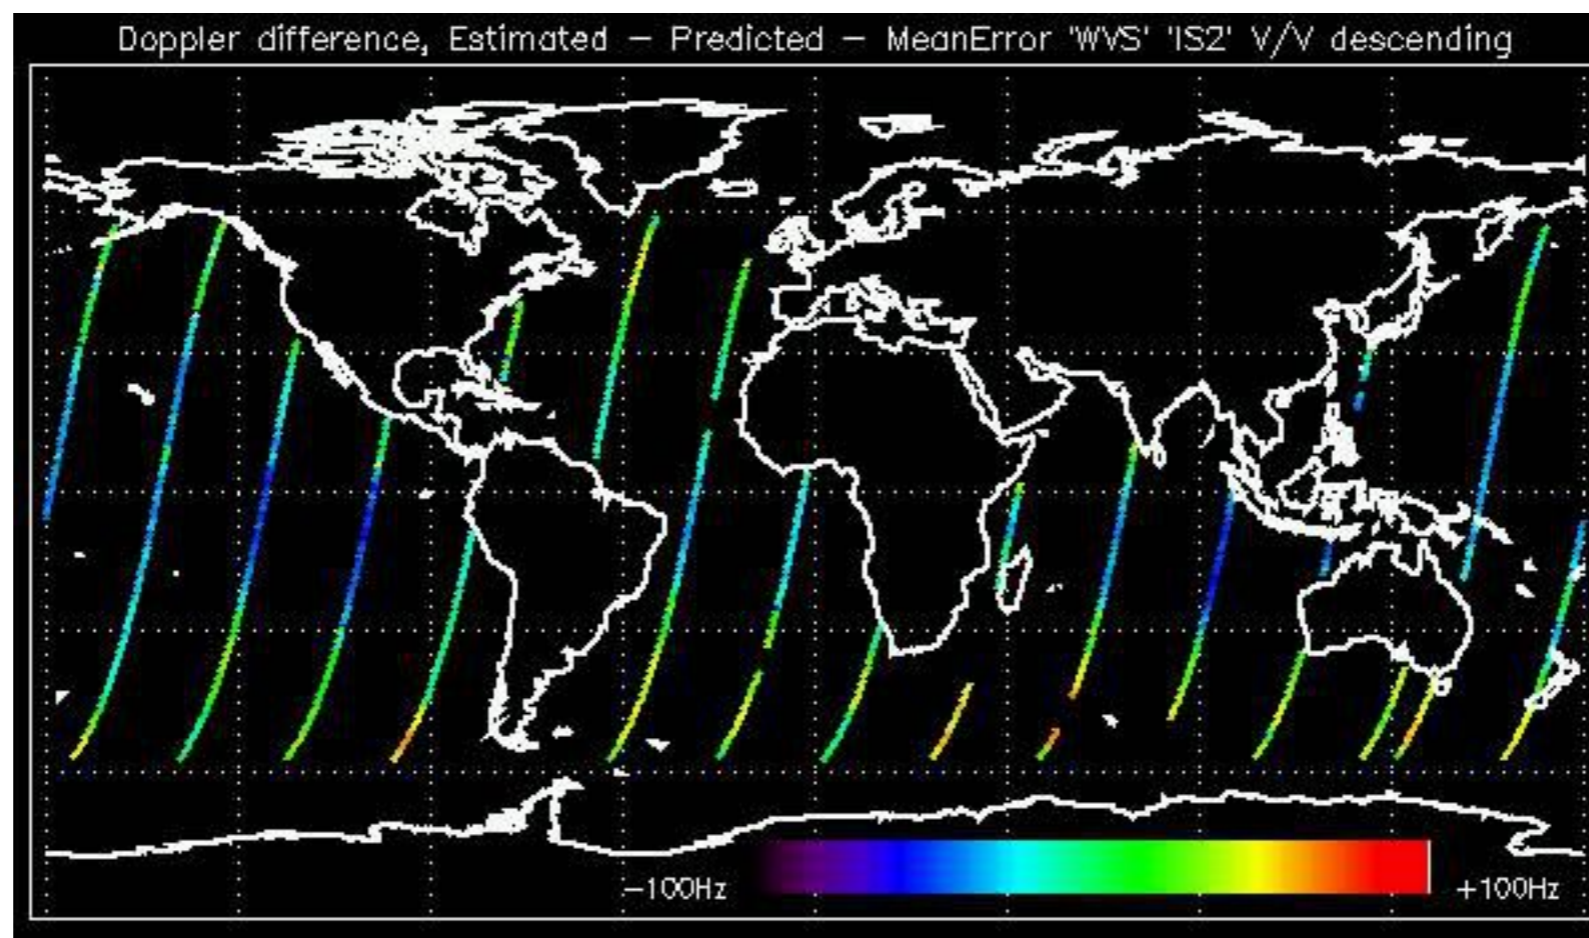 Doppler difference, Estimated – Predicted – MeanError 'WVS' 'IS2' V/V descending
-100Hz +100Hz